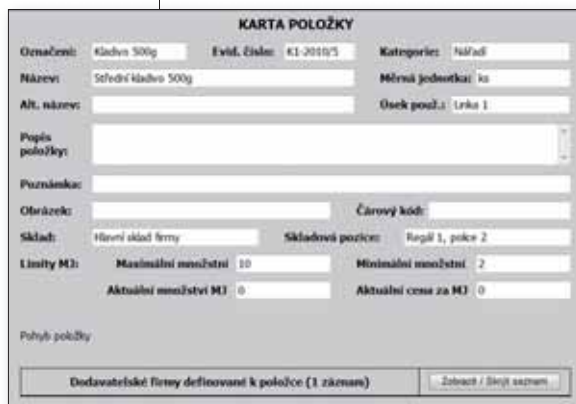 KARTA POLOŽKY
Označení: Kladivo 500g Evid. číslo: K1-2010/5 Kategorie: Nářadí
Název: Střední kladivo 500g Měrná jednotka: ks
Alt. název: Úsek použ.: Linka 1
Popis
položky:
Poznámka:
Obrázek: Čárový kód:
Sklad: Hlavní sklad firmy Skladová pozice: Regál 1, police 2
Limity MJ: Maximální množství 10 Minimální množství 2
Aktuální množství MJ 0 Aktuální cena za MJ 0
Pohyb položky
Dodavatelské firmy definované k položce (1 záznam) Zobrazit / Skrýt seznam